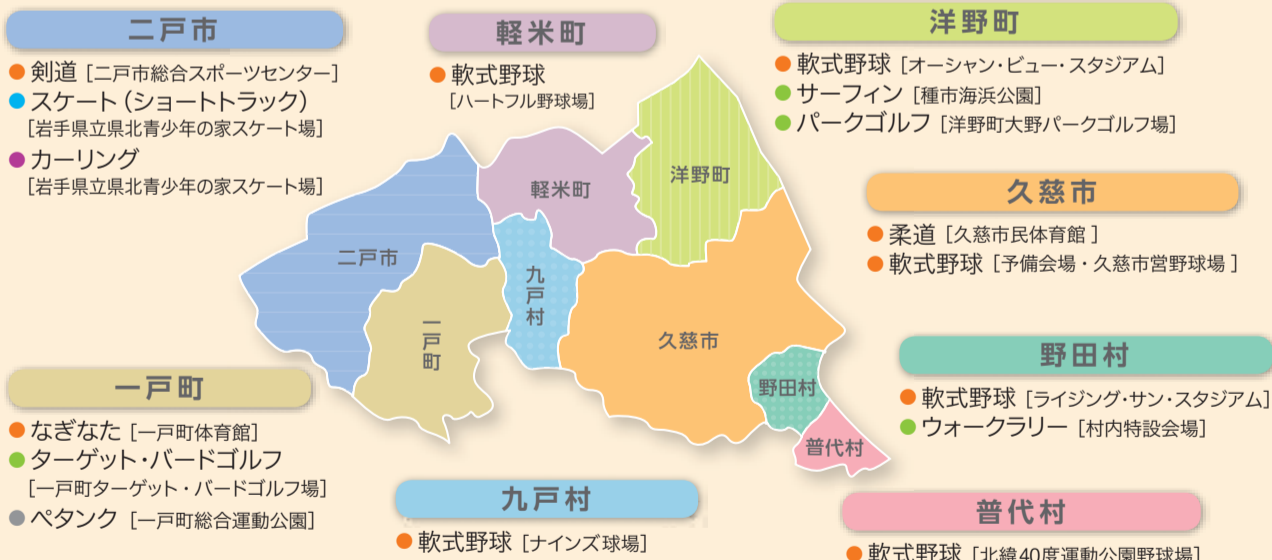 二戸市
● 剣道 [二戸市総合スポーツセンター]
● スケート（ショートトラック）
[岩手県立県北青少年の家スケート場]
● カーリング
[岩手県立県北青少年の家スケート場]
軽米町
● 軟式野球
[ハートフル野球場]
洋野町
● 軟式野球 [オーシャン・ビュー・スタジアム]
● サーフィン [種市海浜公園]
● パークゴルフ [洋野町大野パークゴルフ場]
久慈市
● 柔道 [久慈市民体育館 ]
● 軟式野球 [予備会場・久慈市営野球場 ]
洋野町
軽米町
二戸市
九戸村
一戸町
久慈市
野田村
普代村
野田村
● 軟式野球 [ライジング・サン・スタジアム]
● ウォークラリー [村内特設会場]
一戸町
● なぎなた [一戸町体育館]
● ターゲット・バードゴルフ
[一戸町ターゲット・バードゴルフ場]
● ペタンク [一戸町総合運動公園]
九戸村
● 軟式野球 [ナインズ球場]
普代村
● 軟式野球 [北緯40度運動公園野球場]